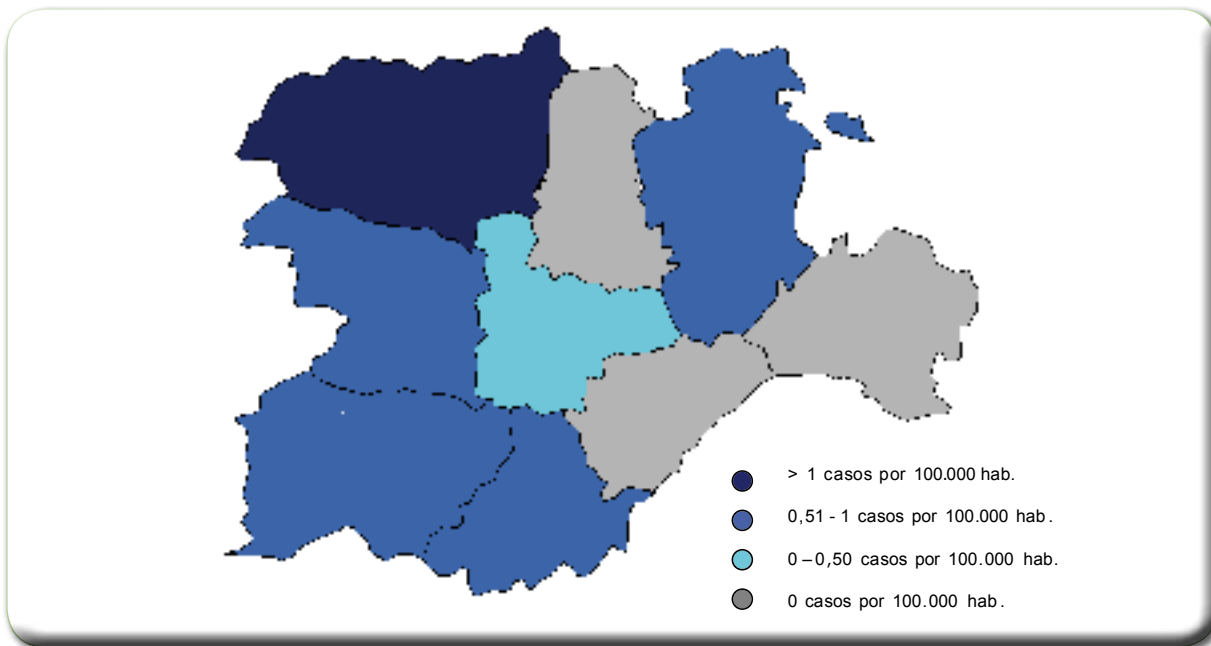 > 1 casos por 100.000 hab.
0,51 - 1 casos por 100.000 hab.
0 – 0,50 casos por 100.000 hab.
0 casos por 100.000 hab.